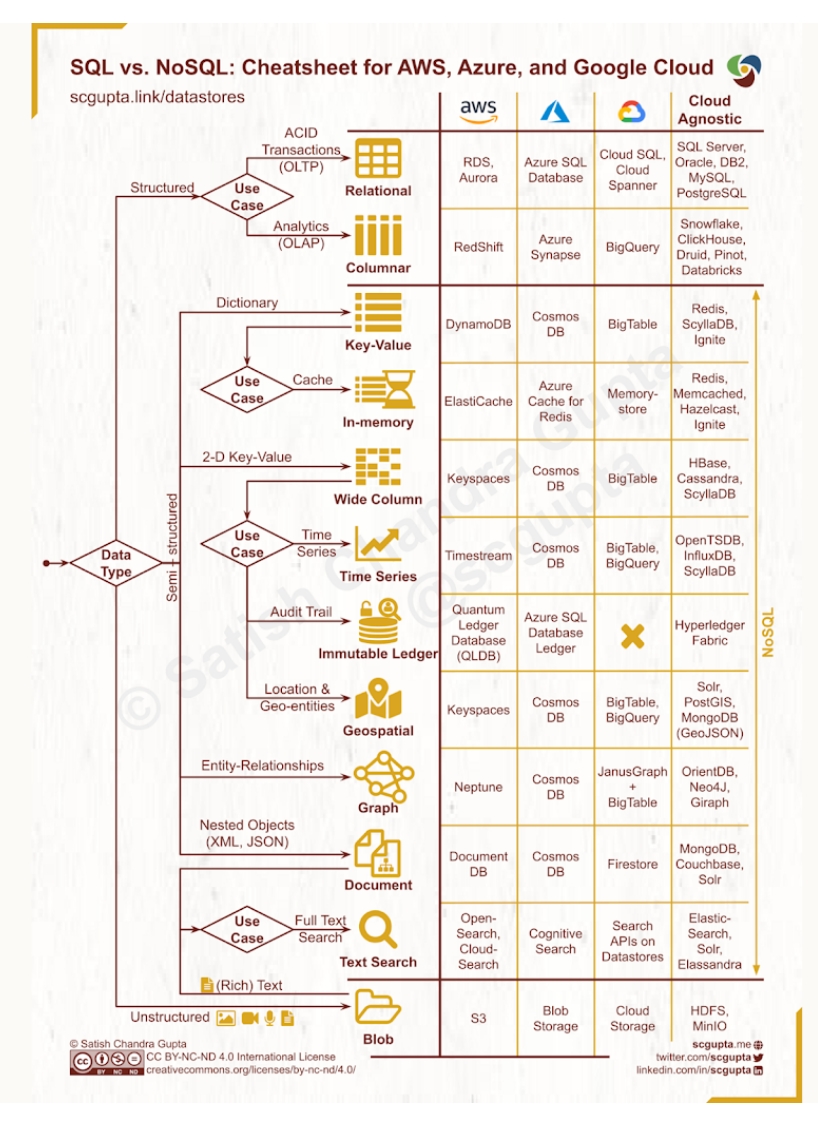 SQL vs. NoSQL: Cheatsheet for AWS, Azure, and Google Cloud
scgupta.link/datastores
aws
Cloud
Agnostic
Data
Type
Structured
Use
Case
ACID
Transactions
(OLTP)
Relational
RDS,
Aurora
Azure SQL
Database
Cloud SQL,
Cloud
Spanner
SQL Server,
Oracle, DB2,
MySQL,
PostgreSQL
Analytics
(OLAP)
Columnar
RedShift
Azure
Synapse
BigQuery
Snowflake,
ClickHouse,
Druid, Pinot,
Databricks
Semi - structured
Dictionary
Key-Value
DynamoDB
Cosmos
DB
BigTable
Redis,
ScyllaDB,
Ignite
Use
Case
Cache
In-memory
ElastiCache
Azure
Cache for
Redis
Memory-
store
Redis,
Memcached,
Hazelcast,
Ignite
2-D Key-Value
Wide Column
Keyspaces
Cosmos
DB
BigTable
HBase,
Cassandra,
ScyllaDB
Use
Case
Time
Series
Time Series
Timestream
Cosmos
DB
BigTable,
BigQuery
OpenTSDB,
InfluxDB,
ScyllaDB
Audit Trail
Immutable Ledger
Quantum
Ledger
Database
(QLDB)
Azure SQL
Database
Ledger
Hyperledger
Fabric
NoSQL
Location &
Geo-entities
Geospatial
Keyspaces
Cosmos
DB
BigTable,
BigQuery
Solr,
PostGIS,
MongoDB
(GeoJSON)
Entity-Relationships
Graph
Neptune
Cosmos
DB
JanusGraph
+
BigTable
OrientDB,
Neo4J,
Giraph
Nested Objects
(XML, JSON)
Document
Document
DB
Cosmos
DB
Firestore
MongoDB,
Couchbase,
Solr
Use
Case
Full Text
Search
Text Search
Open-
Search,
Cloud-
Search
Cognitive
Search
Search
APIs on
Datastores
Elastic-
Search,
Solr,
Elassandra
(Rich) Text
Unstructured
Blob
S3
Blob
Storage
Cloud
Storage
HDFS,
MinIO
© Satish Chandra Gupta
@scgupta
© Satish Chandra Gupta
cc BY NC ND
CC BY-NC-ND 4.0 International License
creativecommons.org/licenses/by-nc-nd/4.0/
scgupta.me
twitter.com/scgupta
linkedin.com/in/scgupta